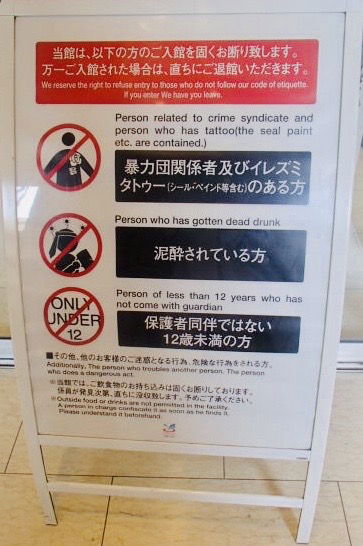 当館は、以下の方のご入館を固くお断り致します。
万一ご入館された場合は、直ちにご退館いただきます。
We reserve the right to refuse entry to those who do not follow our code of etiquette.
if you enter We have you leave.
Person related to crime syndicate and
person who has tattoo(the seal paint
etc. are contained.)
暴力団関係者及びイレズミ
タトゥー(シール・ペイント等含む)のある方
Person who has gotten dead drunk
泥酔されている方
ONLY
UNDER
12
Person of less than 12 years who has
not come with guardian
保護者同伴ではない
12歳未満の方
■その他、他のお客様のご迷惑となる行為、危険な行為をされる方。
Additionally, The person who troubles another person, The person
who does a dangerous act.
※当館では、ご飲食物のお持ち込みは固くお断りしております。
係員が発見次第、直ちに没収致します。予めご了承ください。
※Outside food or drinks are not permitted in the facility.
A person in charge confiscate it as soon as he finds it.
Please understand it beforehand.